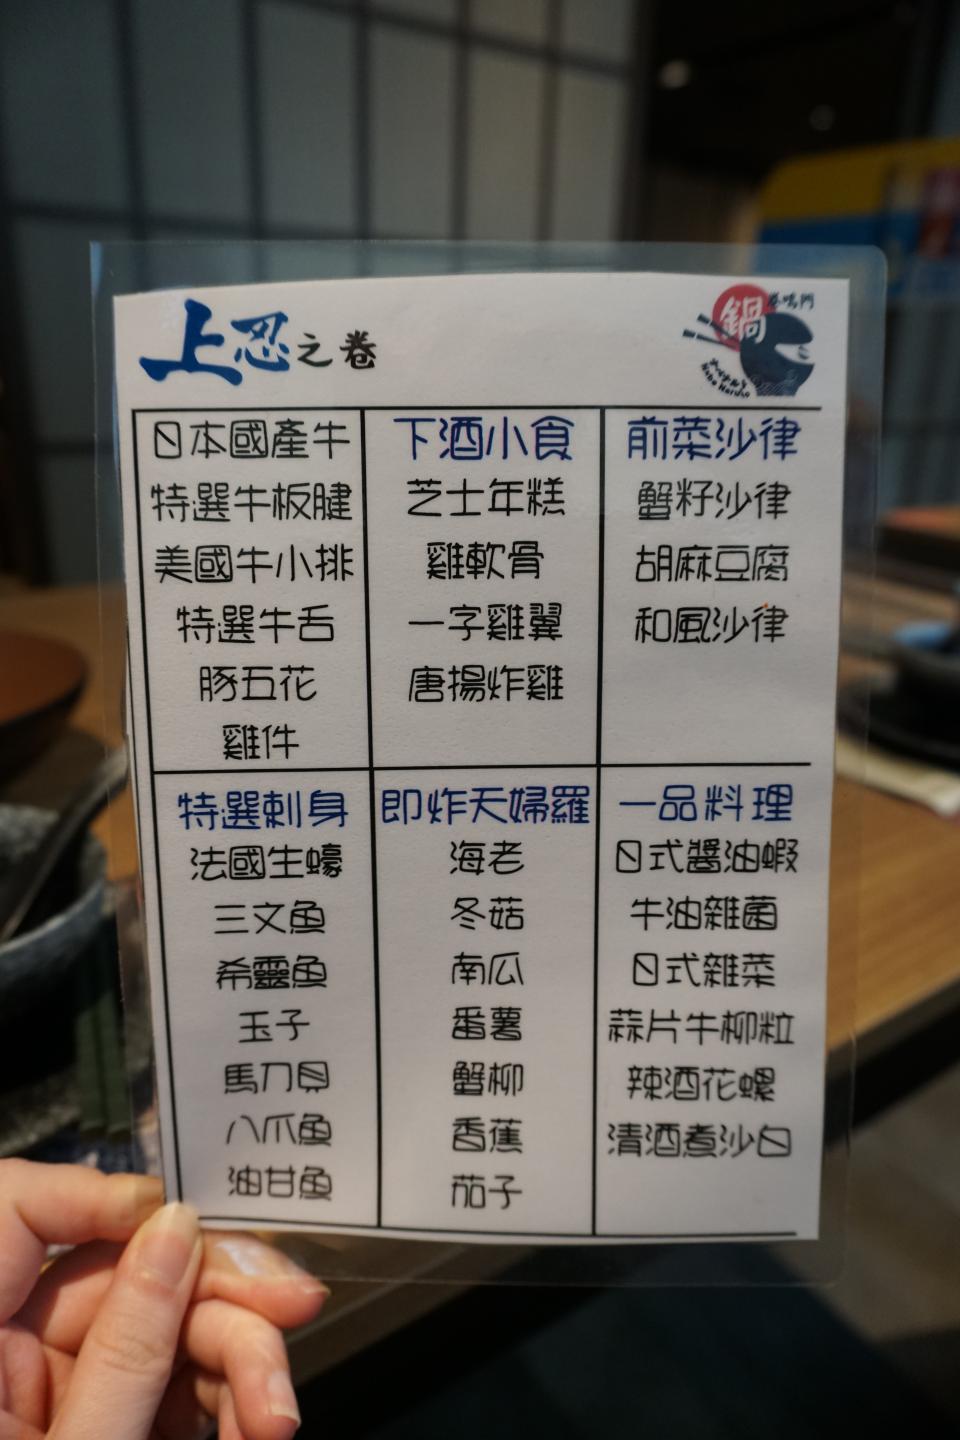 上忍之卷
鍋
Nabe Naruto
日本國產牛
特選牛板腱
美國牛小排
特選牛舌
豚五花
雞件
下酒小食
芝士年糕
雞軟骨
一字雞翼
唐揚炸雞
前菜沙律
蟹籽沙律
胡麻豆腐
和風沙律
特選刺身
法國生蠔
三文魚
希靈魚
玉子
馬刀貝
八爪魚
油甘魚
即炸天婦羅
海老
冬菇
南瓜
番薯
蟹柳
香蕉
茄子
一品料理
日式醬油蝦
牛油雜菌
日式雜菜
蒜片牛柳粒
辣酒花螺
清酒煮沙白